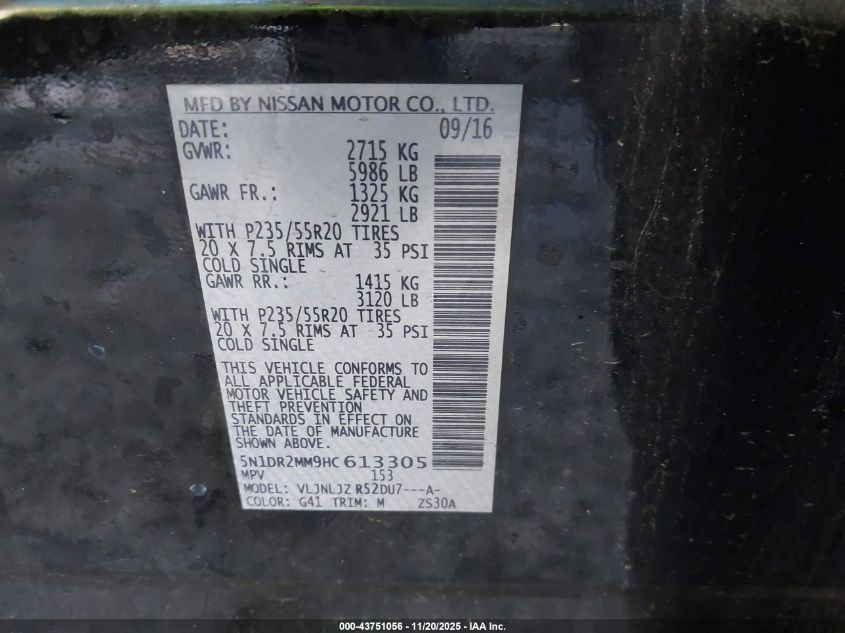 MFD BY NISSAN MOTOR CO., LTD.
DATE: 09/16
GVWR: 2715 KG
5986 LB
GAWR FR.: 1325 KG
2921 LB
WITH P235/55R20 TIRES
20 X 7.5 RIMS AT 35 PSI
COLD SINGLE
GAWR RR.: 1415 KG
3120 LB
WITH P235/55R20 TIRES
20 X 7.5 RIMS AT 35 PSI
COLD SINGLE
THIS VEHICLE CONFORMS TO
ALL APPLICABLE FEDERAL
MOTOR VEHICLE SAFETY AND
THEFT PREVENTION
STANDARDS IN EFFECT ON
THE DATE OF MANUFACTURE
SHOWN ABOVE.
5N1DR2MM9HC613305
MPV 153
MODEL: VLJNLJZ R52DU7---A-
COLOR: G41 TRIM: M ZS30A
000-43751056 - 11/20/2025 - IAA Inc.